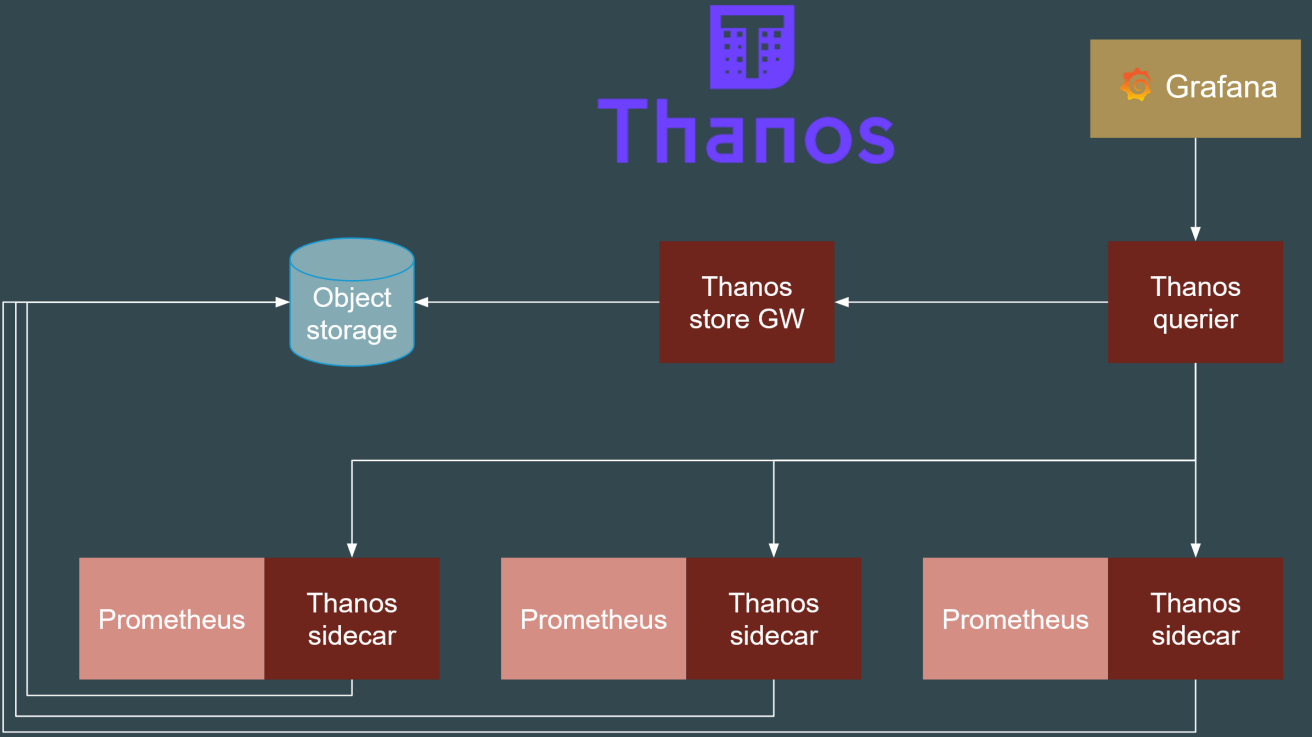 Thanos
Grafana
Object
storage
Thanos
store GW
Thanos
querier
Prometheus
Thanos
sidecar
Prometheus
Thanos
sidecar
Prometheus
Thanos
sidecar